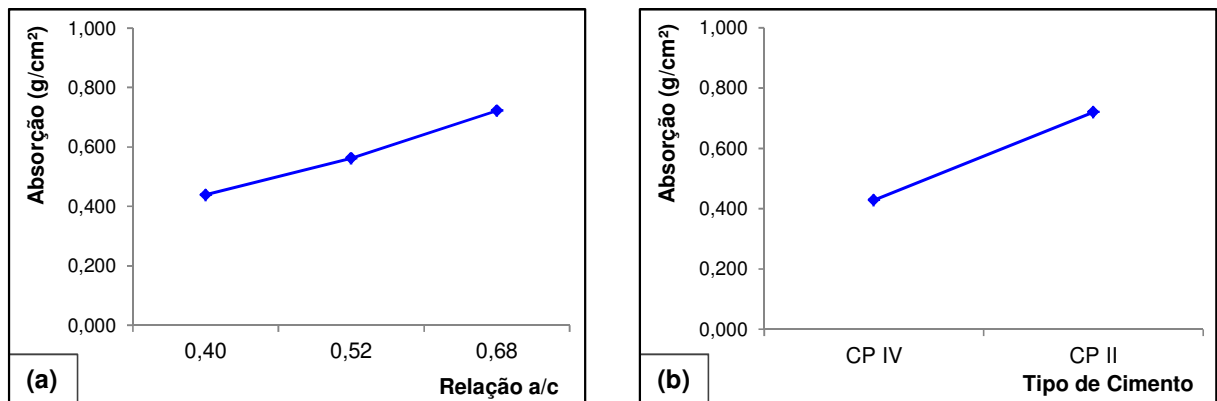 Absorção (g/cm²)
1,000
0,800
0,600
0,400
0,200
0,000
0,40 0,52 0,68
Relação a/c
(a)
Absorção (g/cm²)
1,000
0,800
0,600
0,400
0,200
0,000
CP IV CP II
Tipo de Cimento
(b)